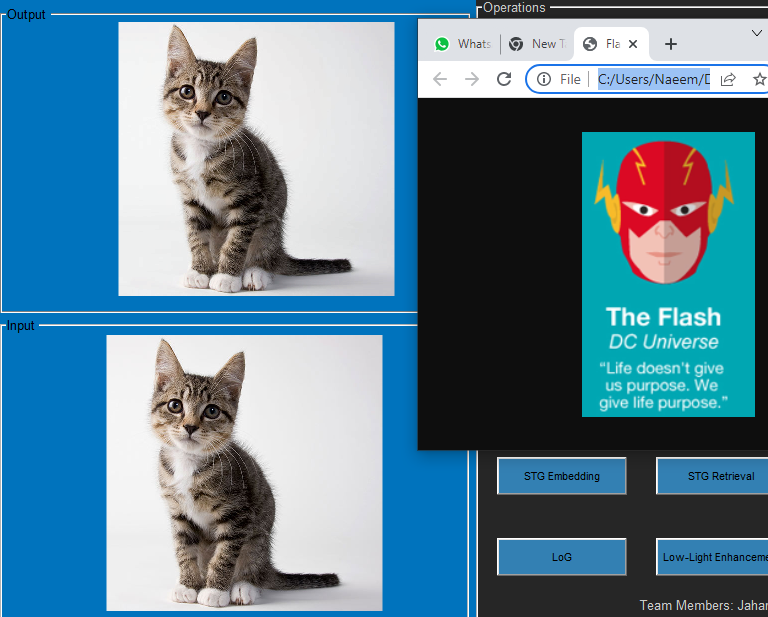 Output
Operations
Whats
New T
Fla
File
C:/Users/Naeem/D
The Flash
DC Universe
“Life doesn't give
us purpose. We
give life purpose.”
Input
STG Embedding
STG Retrieval
LoG
Low-Light Enhanceme
Team Members: Jahan